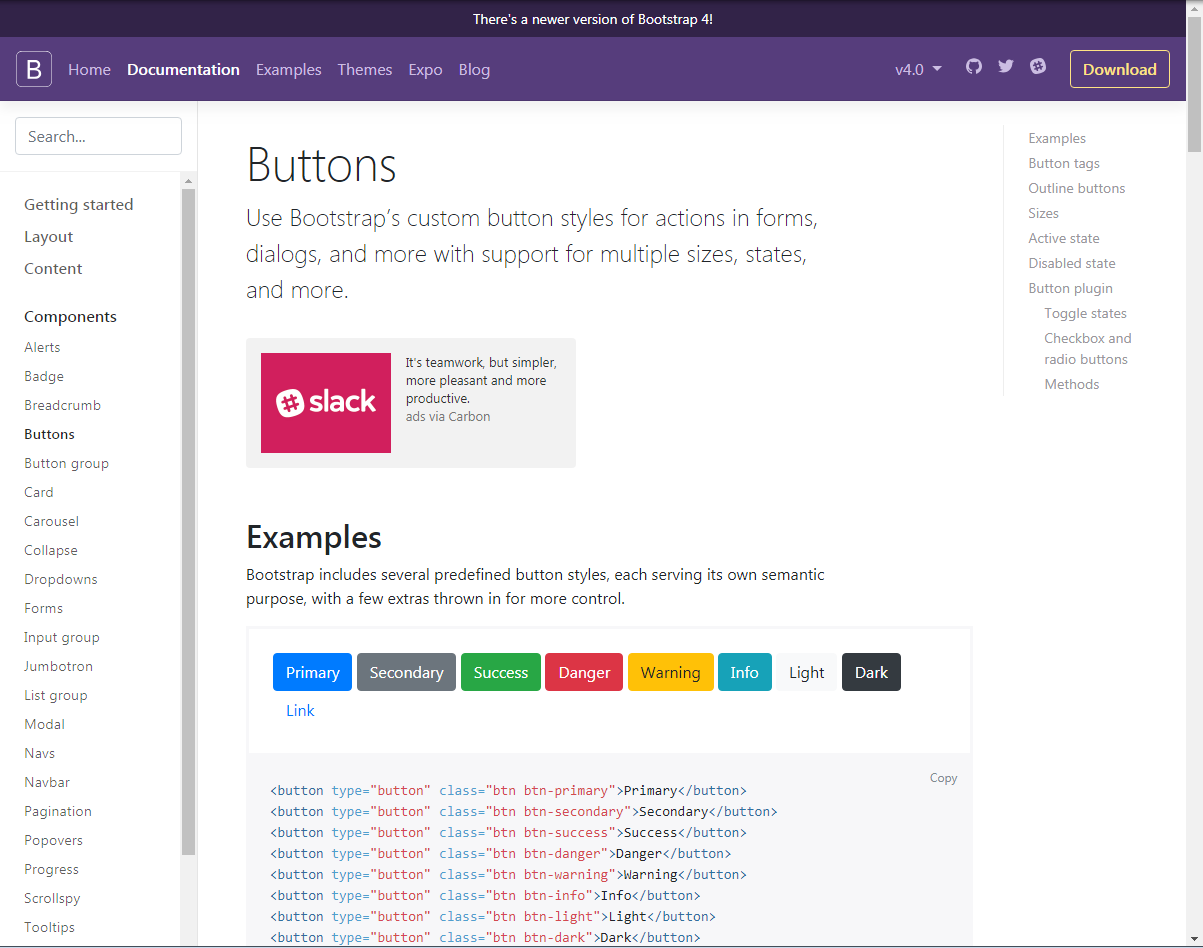 There's a newer version of Bootstrap 4!
B Home Documentation Examples Themes Expo Blog v4.0 Download
Search...
Getting started
Layout
Content
Components
Alerts
Badge
Breadcrumb
Buttons
Button group
Card
Carousel
Collapse
Dropdowns
Forms
Input group
Jumbotron
List group
Modal
Navs
Navbar
Pagination
Popovers
Progress
Scrollspy
Tooltips
Buttons
Use Bootstrap’s custom button styles for actions in forms,
dialogs, and more with support for multiple sizes, states,
and more.
slack
It's teamwork, but simpler,
more pleasant and more
productive.
ads via Carbon
Examples
Bootstrap includes several predefined button styles, each serving its own semantic
purpose, with a few extras thrown in for more control.
Primary Secondary Success Danger Warning Info Light Dark
Link
Copy
<button type="button" class="btn btn-primary">Primary</button>
<button type="button" class="btn btn-secondary">Secondary</button>
<button type="button" class="btn btn-success">Success</button>
<button type="button" class="btn btn-danger">Danger</button>
<button type="button" class="btn btn-warning">Warning</button>
<button type="button" class="btn btn-info">Info</button>
<button type="button" class="btn btn-light">Light</button>
<button type="button" class="btn btn-dark">Dark</button>
Examples
Button tags
Outline buttons
Sizes
Active state
Disabled state
Button plugin
Toggle states
Checkbox and
radio buttons
Methods